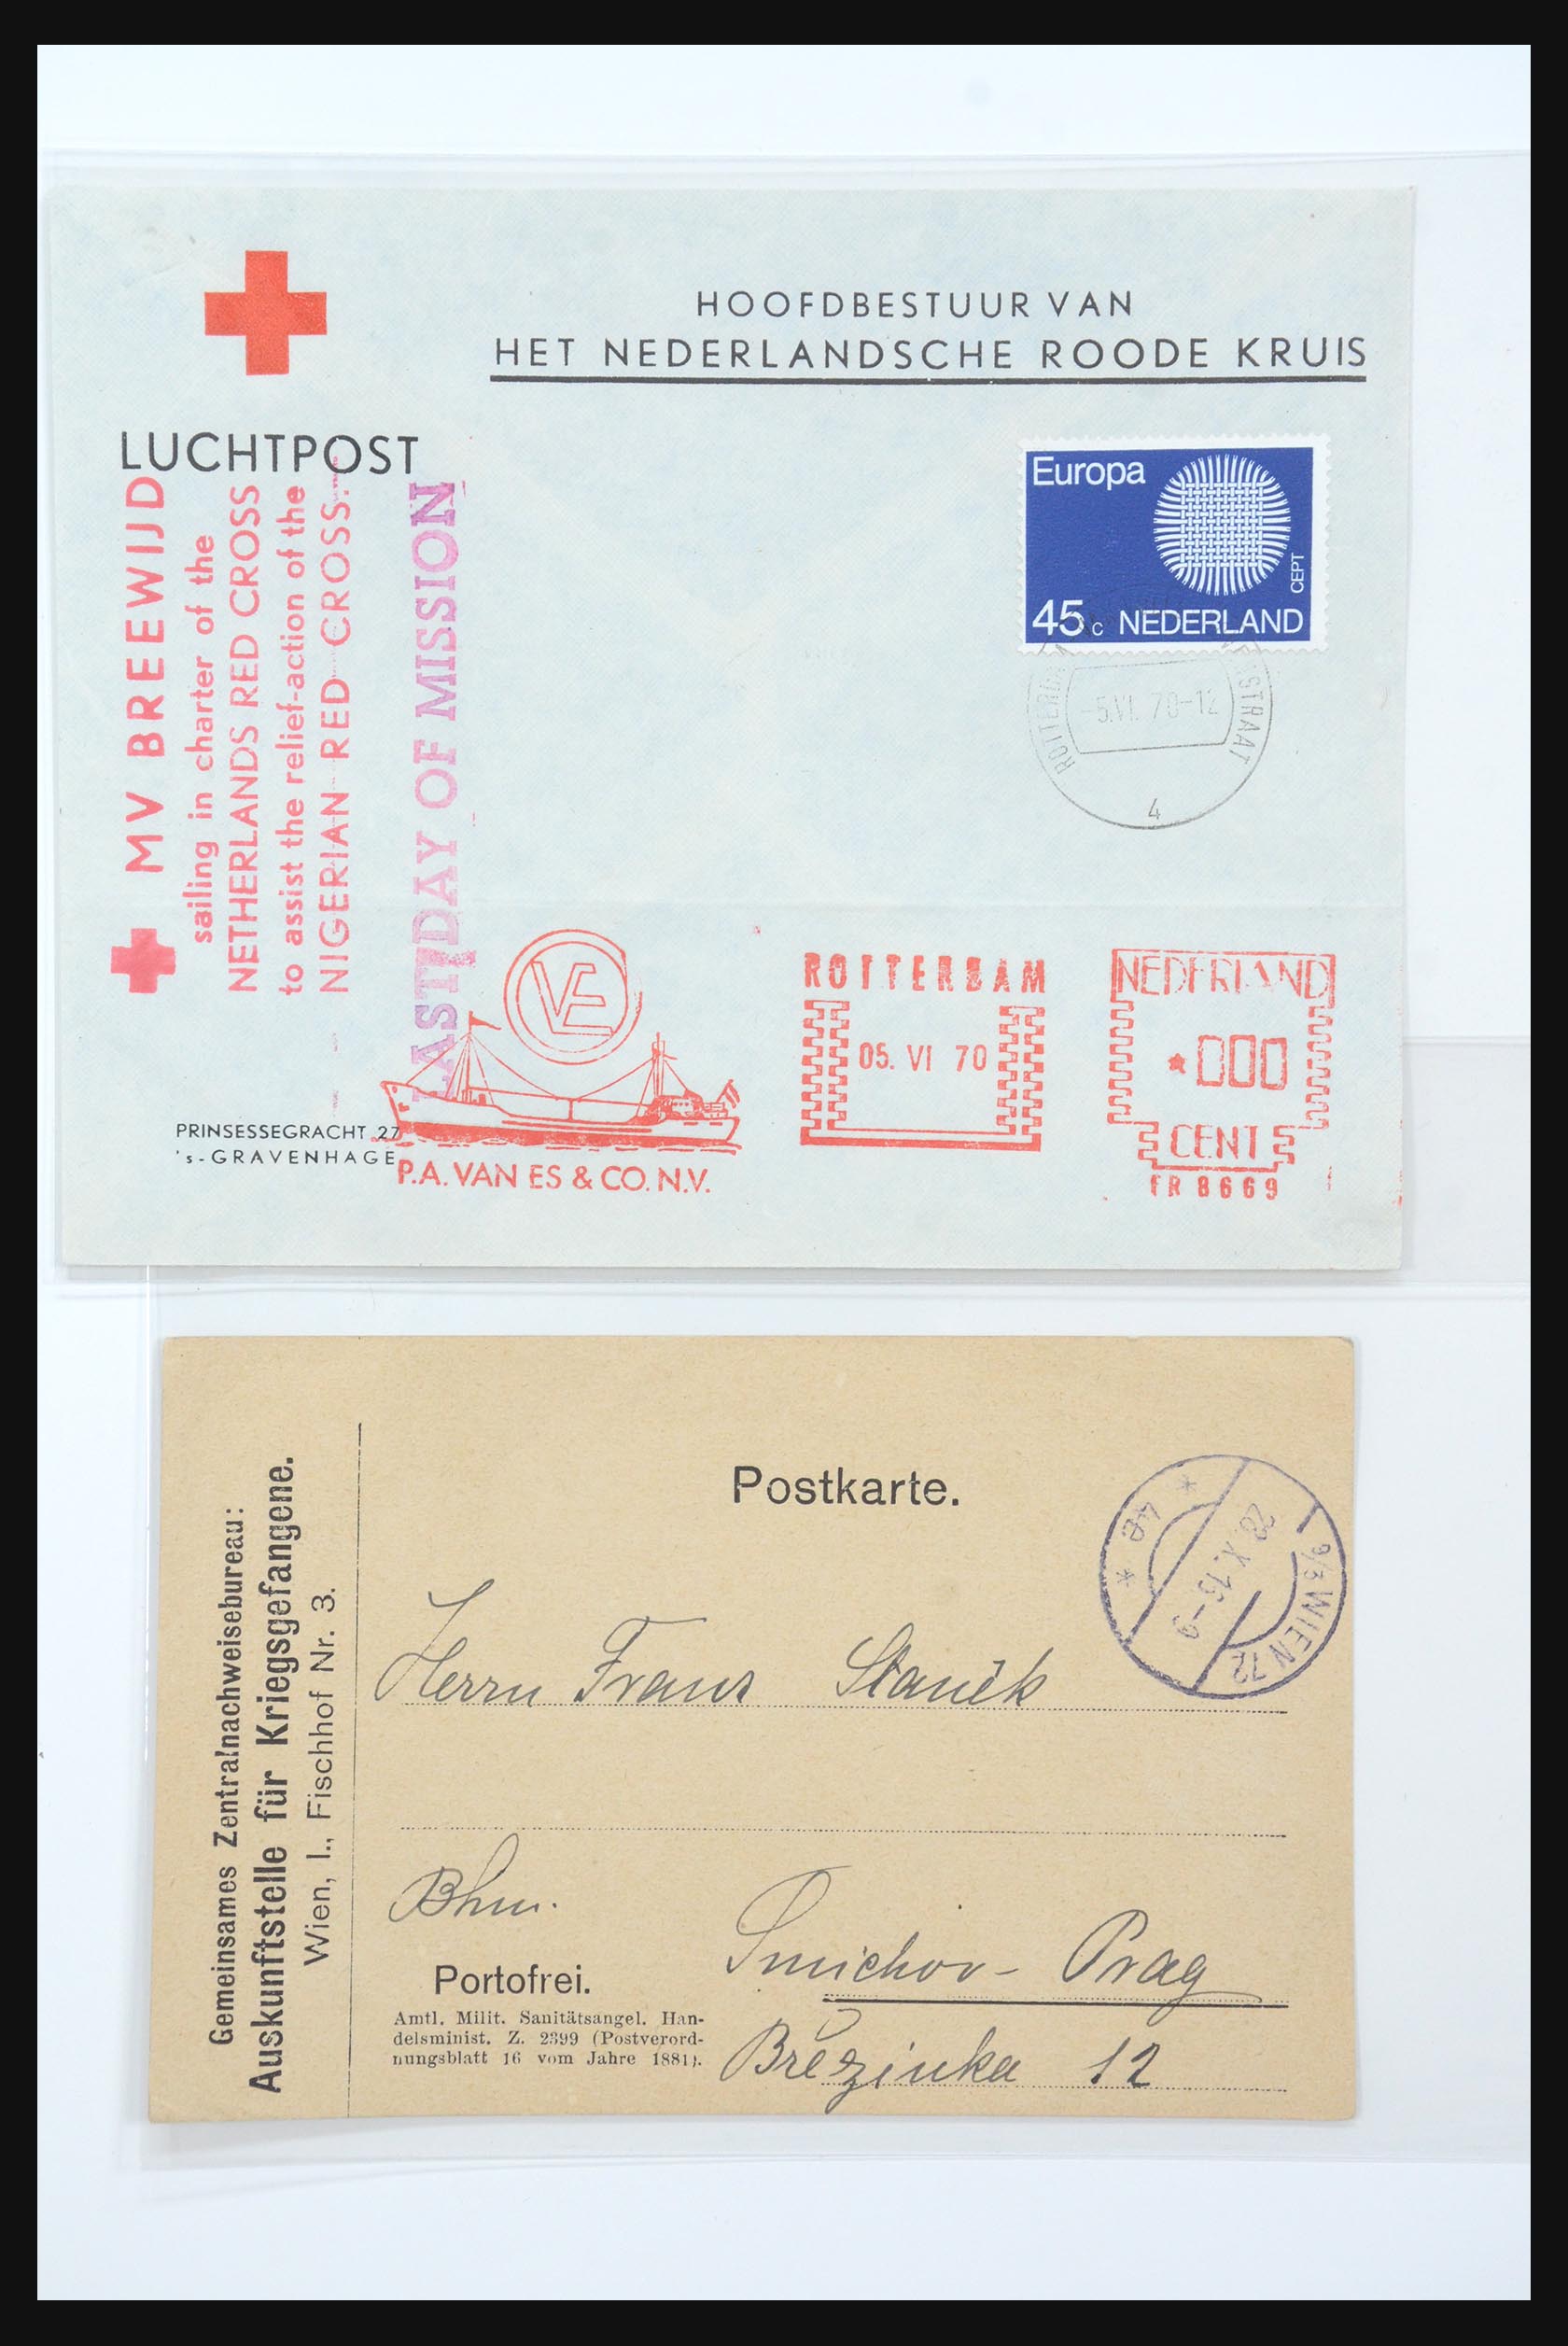 HOOFDBESTUUR VAN
HET NEDERLANDSCHE ROODE KRUIS
LUCHTPOST
MV BREEWIJD
sailing in charter of the
NETHERLANDS RED CROSS
to assist the relief-action of the
NIGERIAN RED CROSS.
LAST DAY OF MISSION
Europa
CEPT
45 c NEDERLAND
-5.VI. 70-12
4
VE
P.A. VAN ES & CO. N.V.
ROTTERDAM
05. VI 70
NEDERLAND
*000
CENT
FR 8669
PRINSESSEGRACHT 27
's-GRAVENHAGE
Gemeinsames Zentralnachweisebureau:
Auskunftstelle für Kriegsgefangene.
Wien, I., Fischhof Nr. 3.
Postkarte.
9/3 WIEN 72
* 4e *
Herrn Franz Staněk
Bhm.
Smichov - Prag
Březinka 12
Portofrei.
Amtl. Milit. Sanitätsangel. Han-
delsminist. Z. 2399 (Postverord-
nungsblatt 16 vom Jahre 1881).